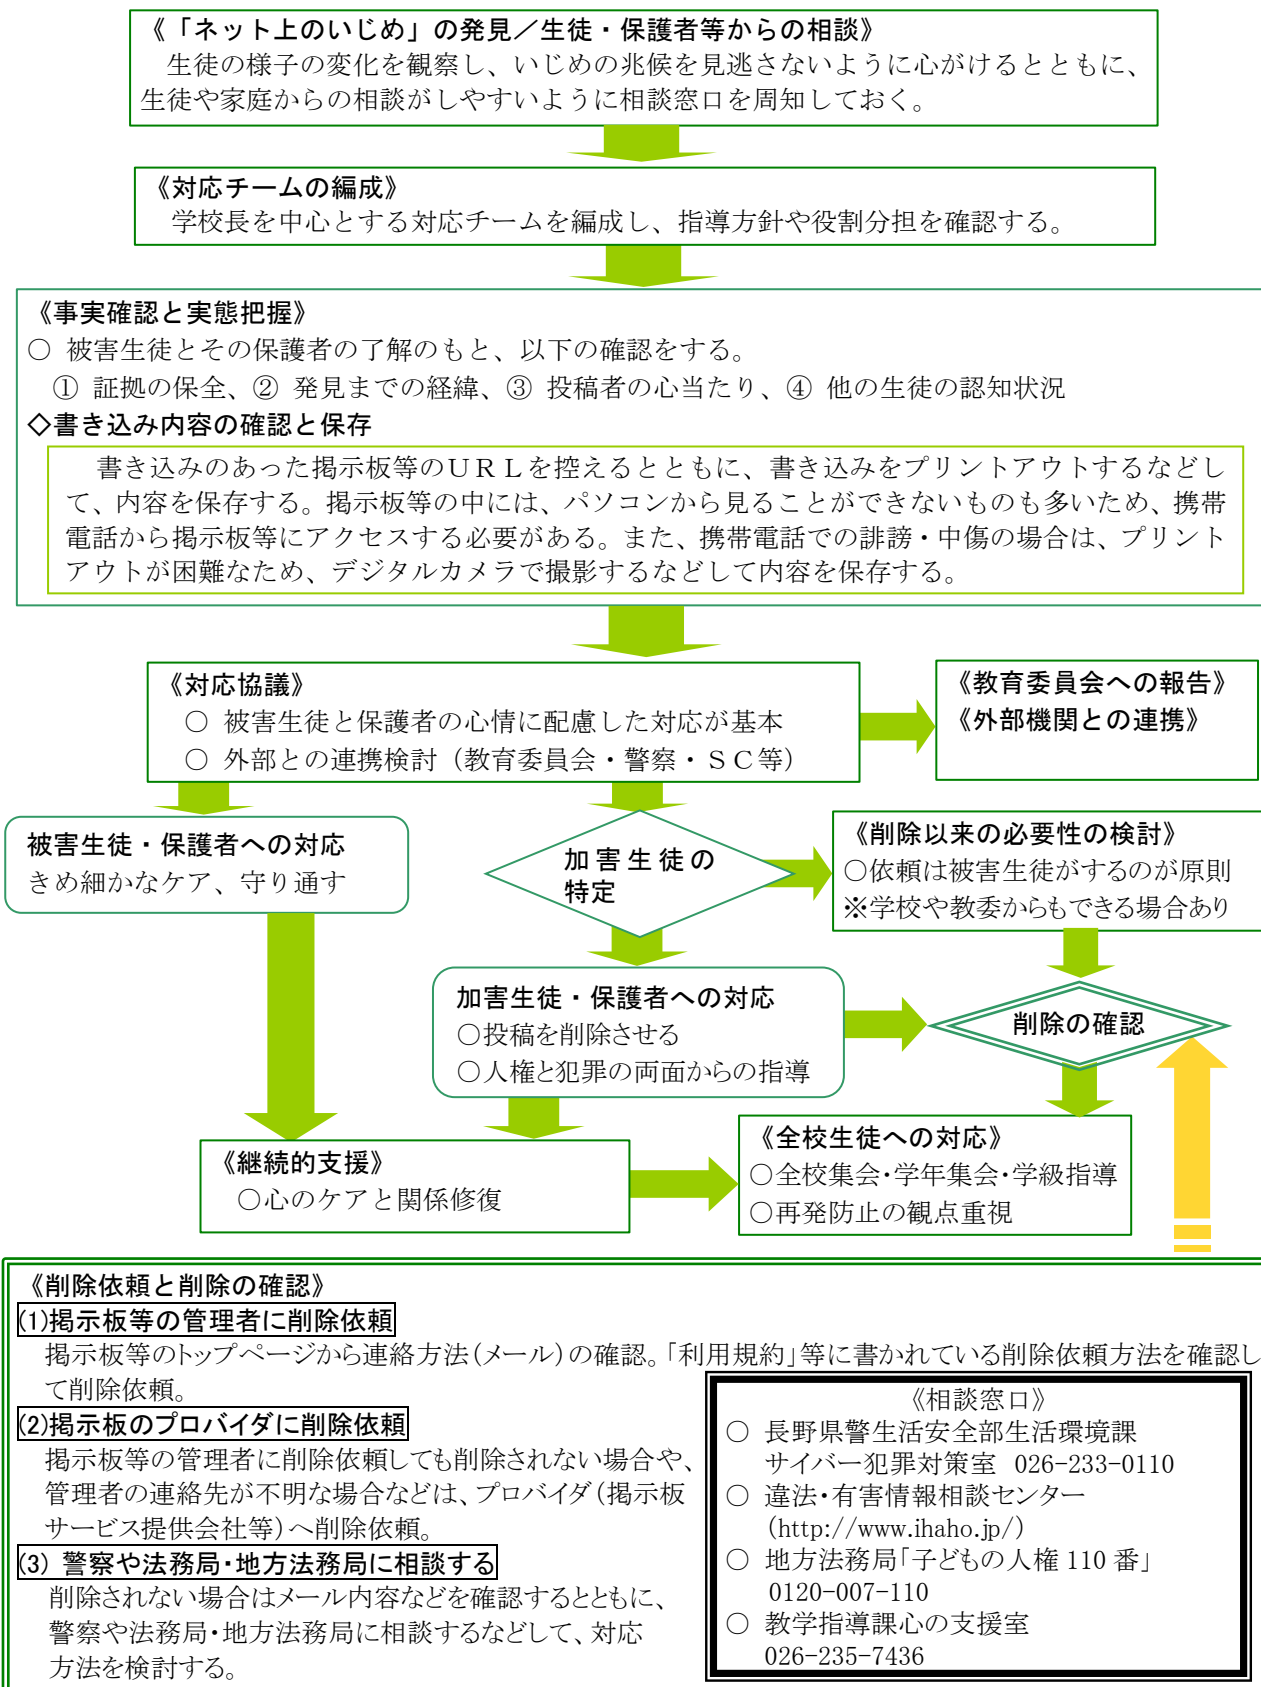 《「ネット上のいじめ」の発見／生徒・保護者等からの相談》
生徒の様子の変化を観察し、いじめの兆候を見逃さないように心がけるとともに、
生徒や家庭からの相談がしやすいように相談窓口を周知しておく。
《対応チームの編成》
学校長を中心とする対応チームを編成し、指導方針や役割分担を確認する。
《事実確認と実態把握》
○ 被害生徒とその保護者の了解のもと、以下の確認をする。
① 証拠の保全、② 発見までの経緯、③ 投稿者の心当たり、④ 他の生徒の認知状況
◇書き込み内容の確認と保存
書き込みのあった掲示板等のＵＲＬを控えるとともに、書き込みをプリントアウトするなどし
て、内容を保存する。掲示板等の中には、パソコンから見ることができないものも多いため、携帯
電話から掲示板等にアクセスする必要がある。また、携帯電話での誹謗・中傷の場合は、プリント
アウトが困難なため、デジタルカメラで撮影するなどして内容を保存する。
《対応協議》
○ 被害生徒と保護者の心情に配慮した対応が基本
○ 外部との連携検討（教育委員会・警察・ＳＣ等）
《教育委員会への報告》
《外部機関との連携》
被害生徒・保護者への対応
きめ細かなケア、守り通す
加害生徒の
特定
《削除以来の必要性の検討》
○依頼は被害生徒がするのが原則
※学校や教委からもできる場合あり
加害生徒・保護者への対応
○投稿を削除させる
○人権と犯罪の両面からの指導
削除の確認
《継続的支援》
○心のケアと関係修復
《全校生徒への対応》
○全校集会・学年集会・学級指導
○再発防止の観点重視
《削除依頼と削除の確認》
(1)掲示板等の管理者に削除依頼
掲示板等のトップページから連絡方法（メール）の確認。「利用規約」等に書かれている削除依頼方法を確認し
て削除依頼。
(2)掲示板のプロバイダに削除依頼
掲示板等の管理者に削除依頼しても削除されない場合や、
管理者の連絡先が不明な場合などは、プロバイダ（掲示板
サービス提供会社等）へ削除依頼。
(3) 警察や法務局・地方法務局に相談する
削除されない場合はメール内容などを確認するとともに、
警察や法務局・地方法務局に相談するなどして、対応
方法を検討する。
《相談窓口》
○ 長野県警生活安全部生活環境課
サイバー犯罪対策室 026-233-0110
○ 違法・有害情報相談センター
（http://www.ihaho.jp/）
○ 地方法務局「子どもの人権 110 番」
0120-007-110
○ 教学指導課心の支援室
026-235-7436